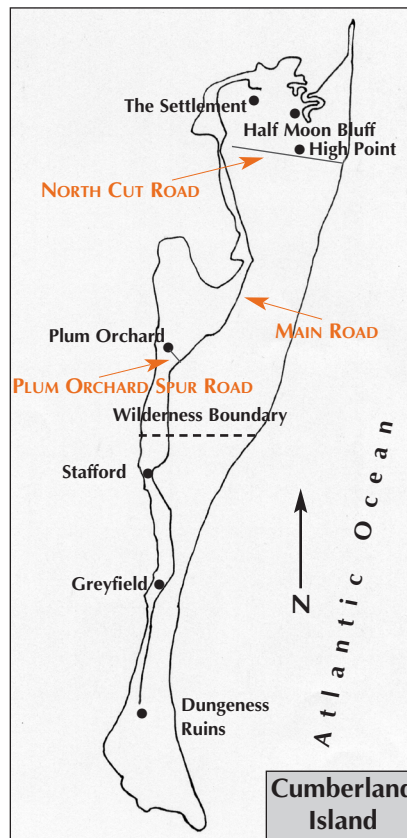 The Settlement
Half Moon Bluff
High Point
NORTH CUT ROAD
MAIN ROAD
Plum Orchard
PLUM ORCHARD SPUR ROAD
Wilderness Boundary
Stafford
Greyfield
N
Atlantic Ocean
Dungeness
Ruins
Cumberland
Island